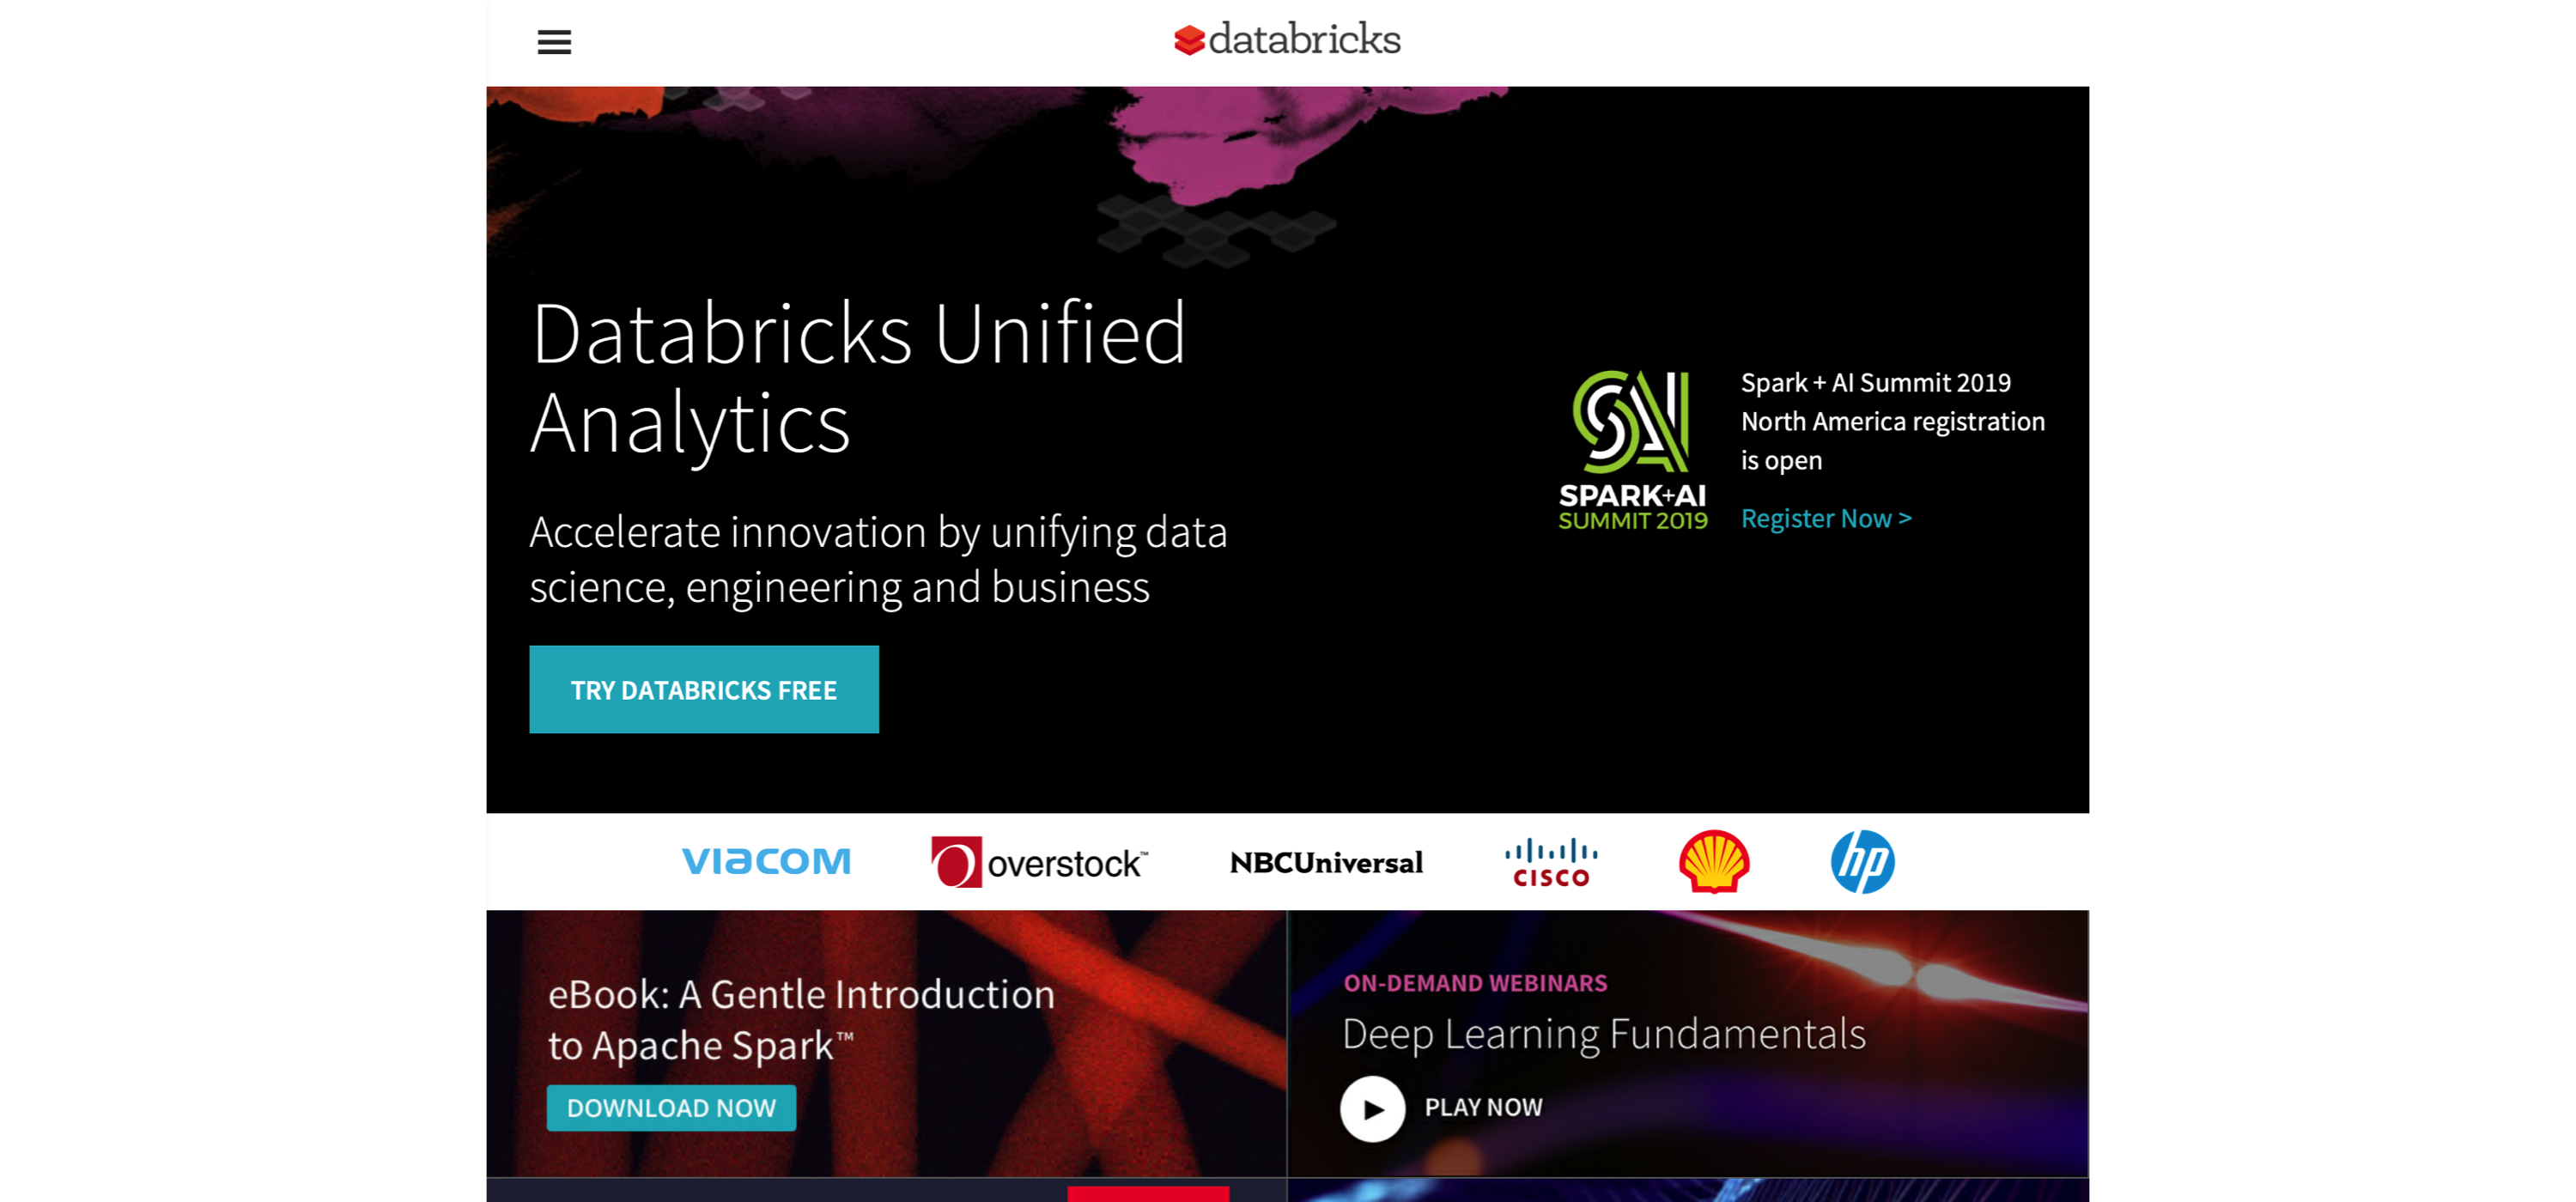 databricks
Databricks Unified
Analytics
Accelerate innovation by unifying data
science, engineering and business
TRY DATABRICKS FREE
SAI
SPARK+AI
SUMMIT 2019
Spark + AI Summit 2019
North America registration
is open
Register Now >
VIacom
overstock™
NBCUniversal
CISCO
hp
eBook: A Gentle Introduction
to Apache Spark™
DOWNLOAD NOW
ON-DEMAND WEBINARS
Deep Learning Fundamentals
PLAY NOW